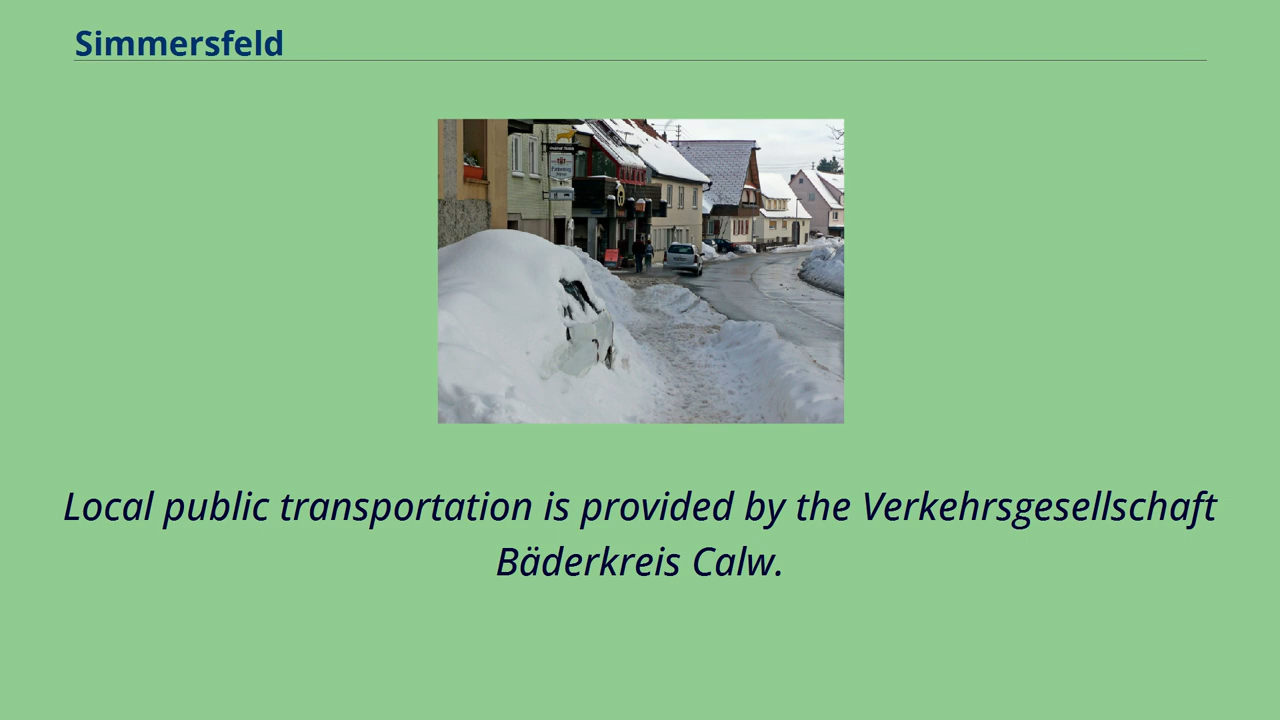 Simmersfeld
Local public transportation is provided by the Verkehrsgesellschaft
Bäderkreis Calw.